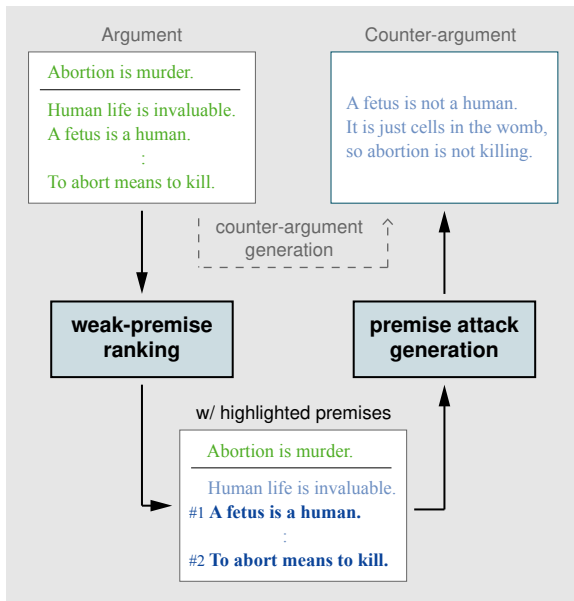 Argument
Counter-argument
Abortion is murder.
Human life is invaluable.
A fetus is a human.
:
To abort means to kill.
A fetus is not a human.
It is just cells in the womb,
so abortion is not killing.
counter-argument
generation
weak-premise
ranking
premise attack
generation
w/ highlighted premises
Abortion is murder.
Human life is invaluable.
#1 A fetus is a human.
:
#2 To abort means to kill.